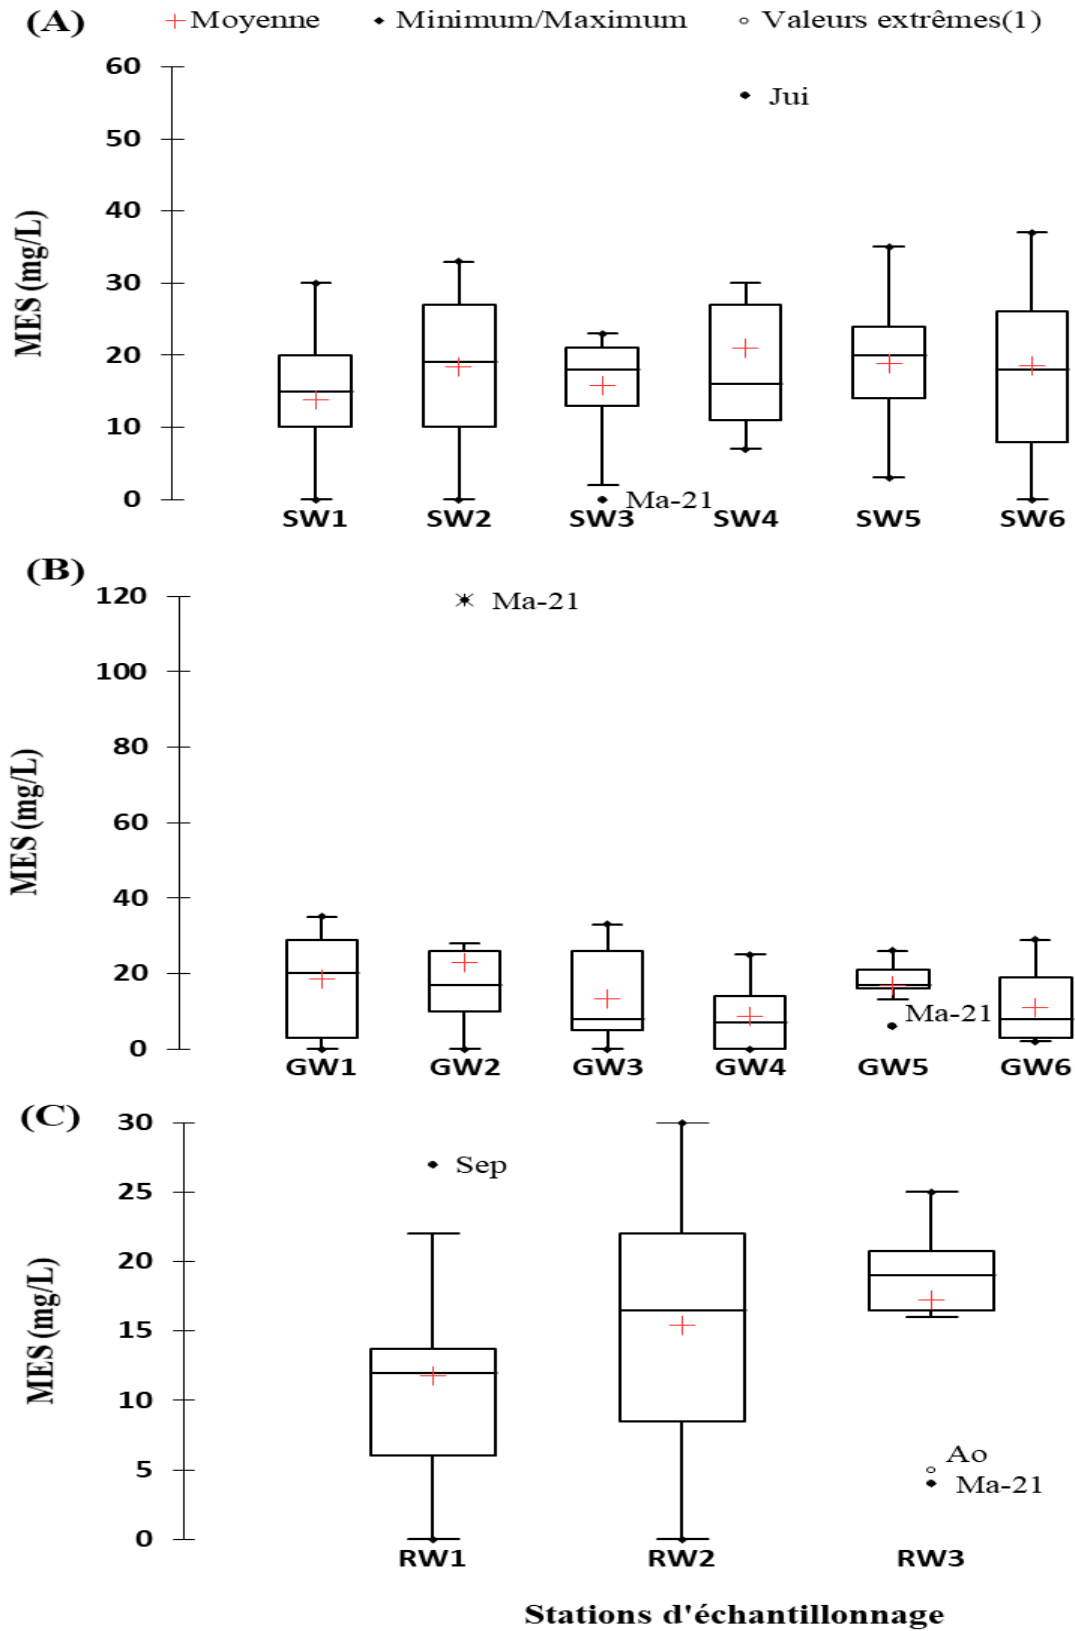 (A) Moyenne Minimum/Maximum Valeurs extrêmes(1)
60
Jui
50
40
MES (mg/L)
30
20
10
0
Ma-21
SW1 SW2 SW3 SW4 SW5 SW6
(B)
120
Ma-21
100
80
MES (mg/L)
60
40
20
Ma-21
0
GW1 GW2 GW3 GW4 GW5 GW6
(C)
30
Sep
25
20
MES (mg/L)
15
10
Ao
5
Ma-21
0
RW1 RW2 RW3
Stations d'échantillonnage